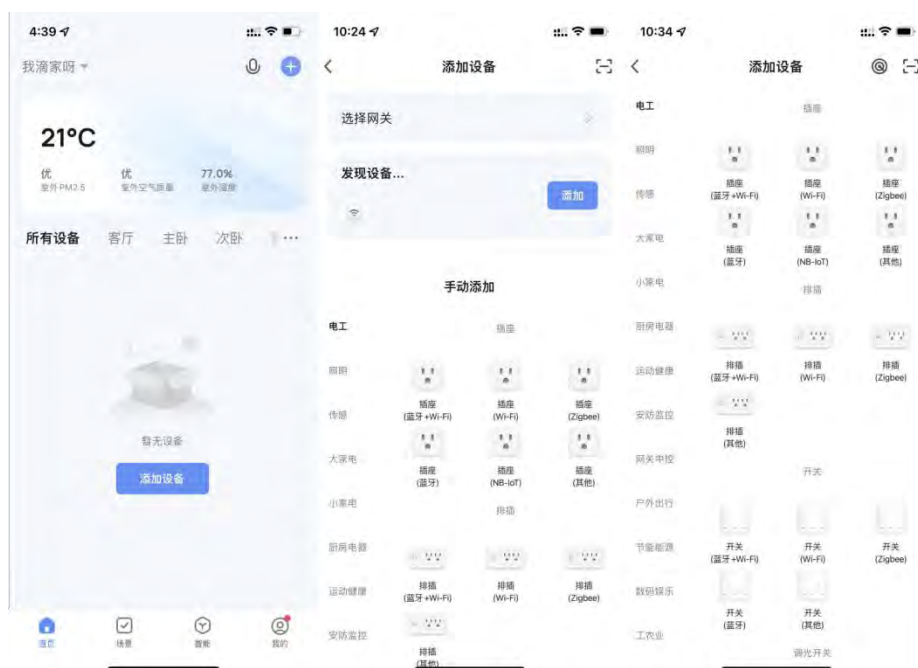 4:39
我滴家呀
21°C
优 优 77.0%
室外 PM2.5 室外空气质量 室外湿度
所有设备 客厅 主卧 次卧
暂无设备
添加设备
首页 场景 智能 我的
10:24
添加设备
选择网关
发现设备...
添加
手动添加
电工
照明
传感
大家电
小家电
厨房电器
运动健康
安防监控
插座
插座 插座 插座
(蓝牙+Wi-Fi) (Wi-Fi) (Zigbee)
插座 插座 插座
(蓝牙) (NB-IoT) (其他)
排插
排插 排插 排插
(蓝牙+Wi-Fi) (Wi-Fi) (Zigbee)
排插
(其他)
10:34
添加设备
电工
照明
传感
大家电
小家电
厨房电器
运动健康
安防监控
网关中控
户外出行
节能能源
数码娱乐
工农业
插座
插座 插座 插座
(蓝牙+Wi-Fi) (Wi-Fi) (Zigbee)
插座 插座 插座
(蓝牙) (NB-IoT) (其他)
排插
排插 排插 排插
(蓝牙+Wi-Fi) (Wi-Fi) (Zigbee)
排插
(其他)
开关
开关 开关 开关
(蓝牙+Wi-Fi) (Wi-Fi) (Zigbee)
开关 开关
(蓝牙) (其他)
调光开关